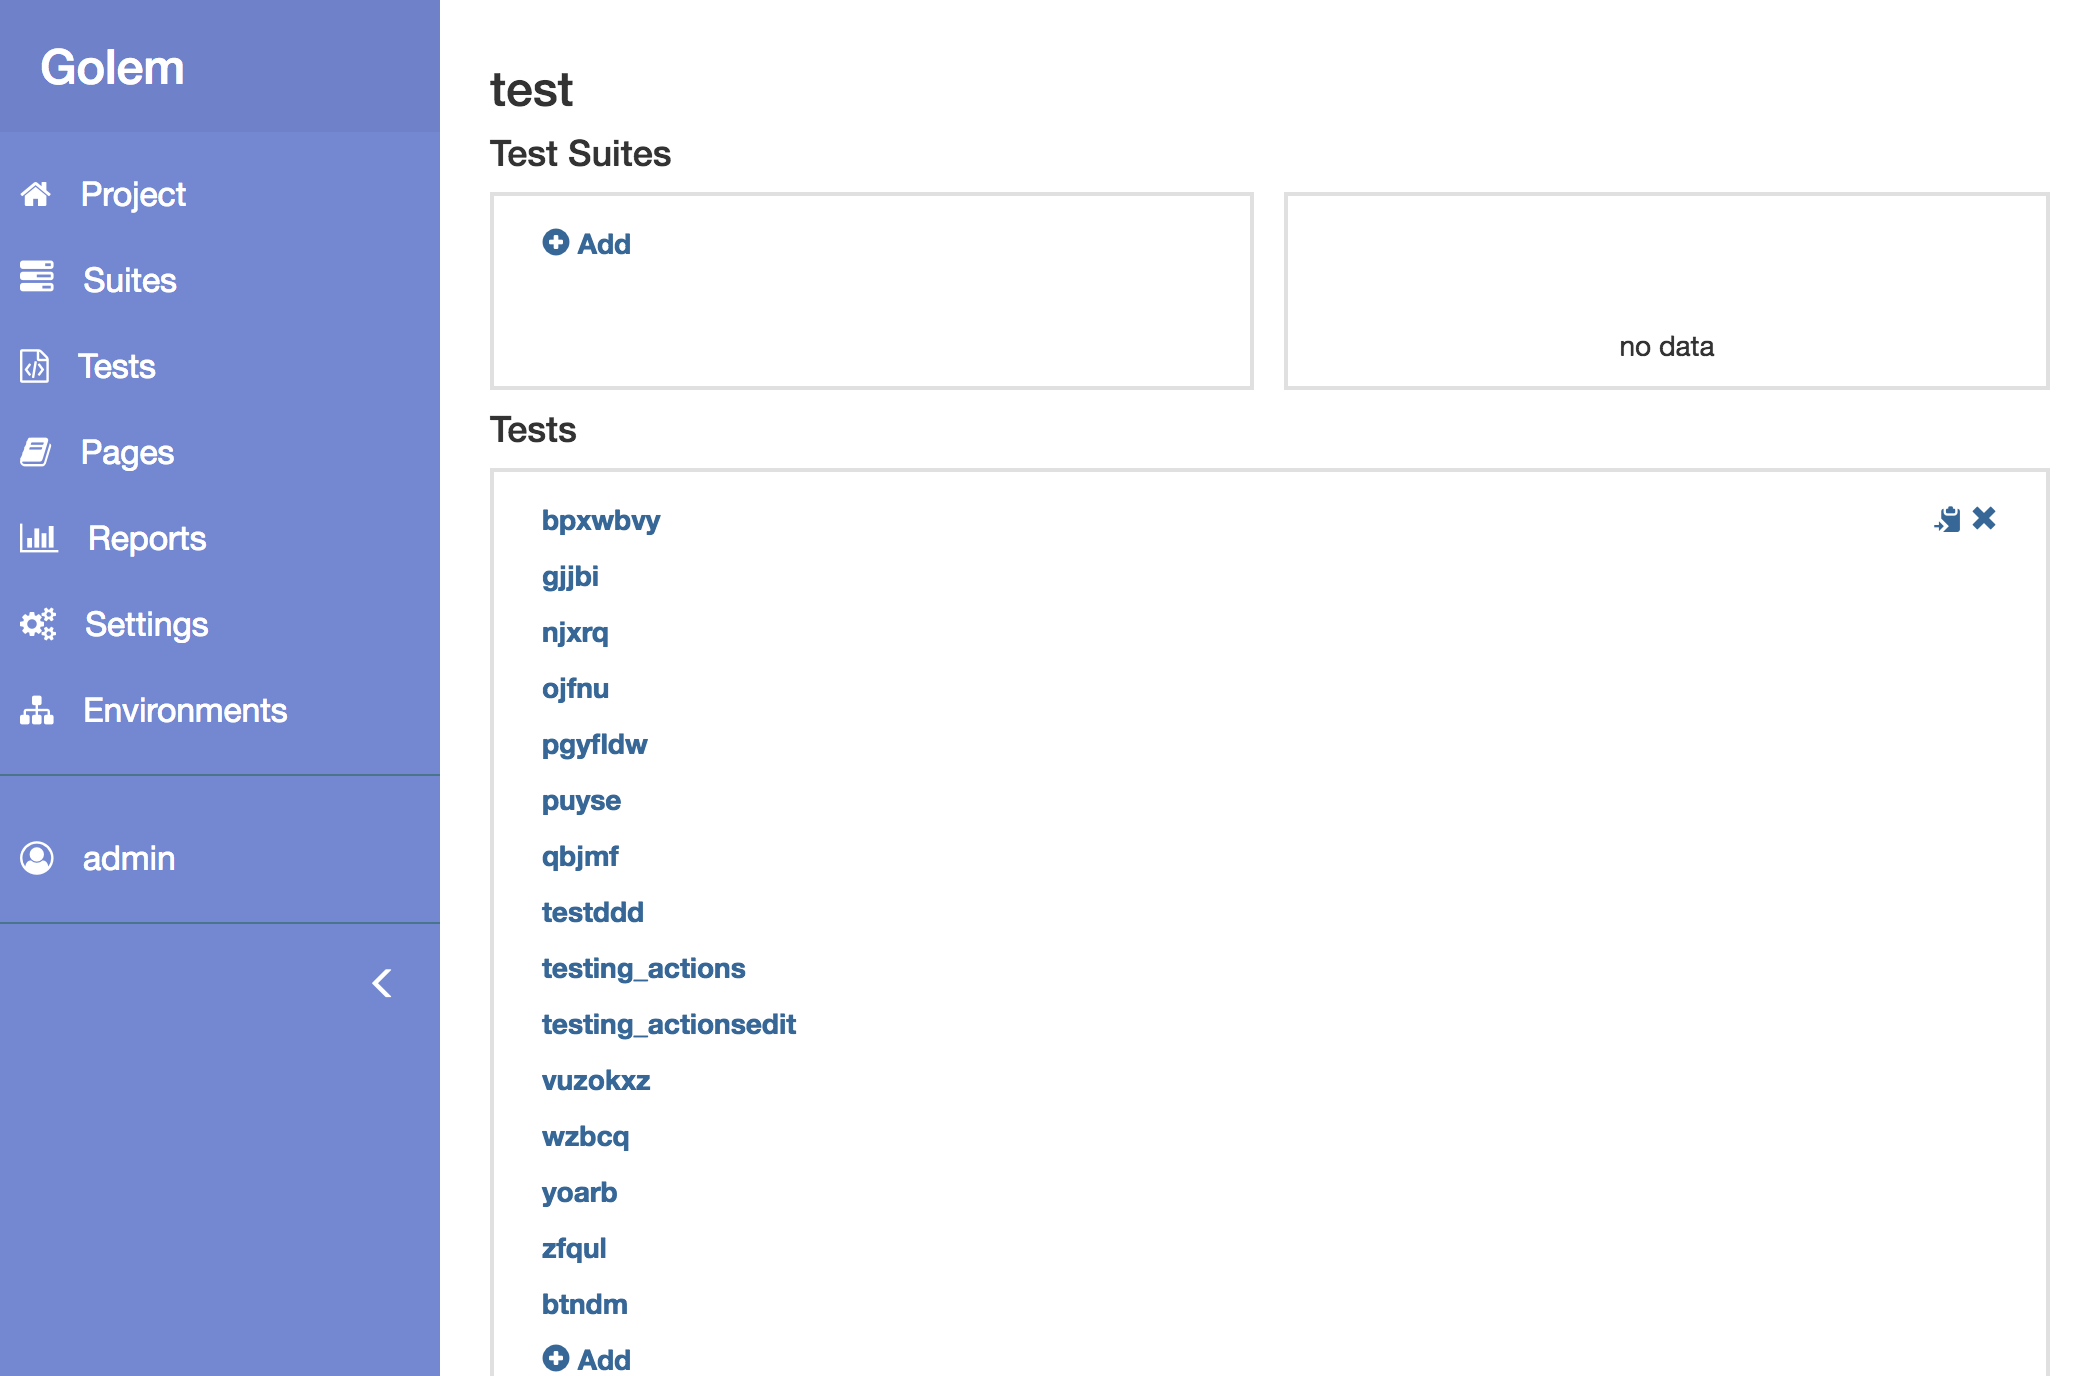 Golem
Project
Suites
Tests
Pages
Reports
Settings
Environments
admin
test
Test Suites
Add
no data
Tests
bpxwbvy
gjjbi
njxrq
ojfnu
pgyfldw
puyse
qbjmf
testddd
testing_actions
testing_actionsedit
vuzokxz
wzbcq
yoarb
zfqul
btndm
Add